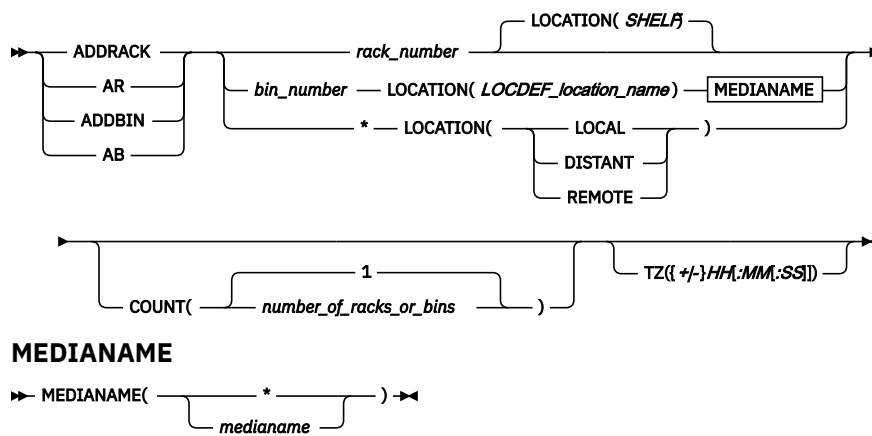 LOCATION( SHELF)
ADDRACK rack_number
AR bin_number LOCATION( LOCDEF_location_name ) MEDIANAME
ADDBIN * LOCATION( LOCAL )
AB DISTANT
REMOTE
1 TZ({ +/-}HH[:MM[:SS]])
COUNT( number_of_racks_or_bins )
MEDIANAME
MEDIANAME( * )
medianame